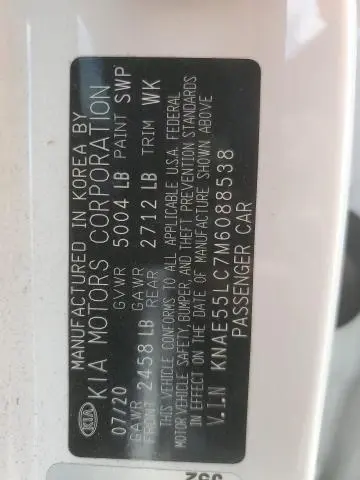 MANUFACTURED IN KOREA BY
KIA KIA MOTORS CORPORATION
07/20 GVWR 5004 LB PAINT SWP
GAWR FRONT 2458 LB GAWR REAR 2712 LB TRIM WK
THIS VEHICLE CONFORMS TO ALL APPLICABLE U.S.A. FEDERAL
MOTOR VEHICLE SAFETY, BUMPER, AND THEFT PREVENTION STANDARDS
IN EFFECT ON THE DATE OF MANUFACTURE SHOWN ABOVE
V.I.N KNAE55LC7M6088538
PASSENGER CAR